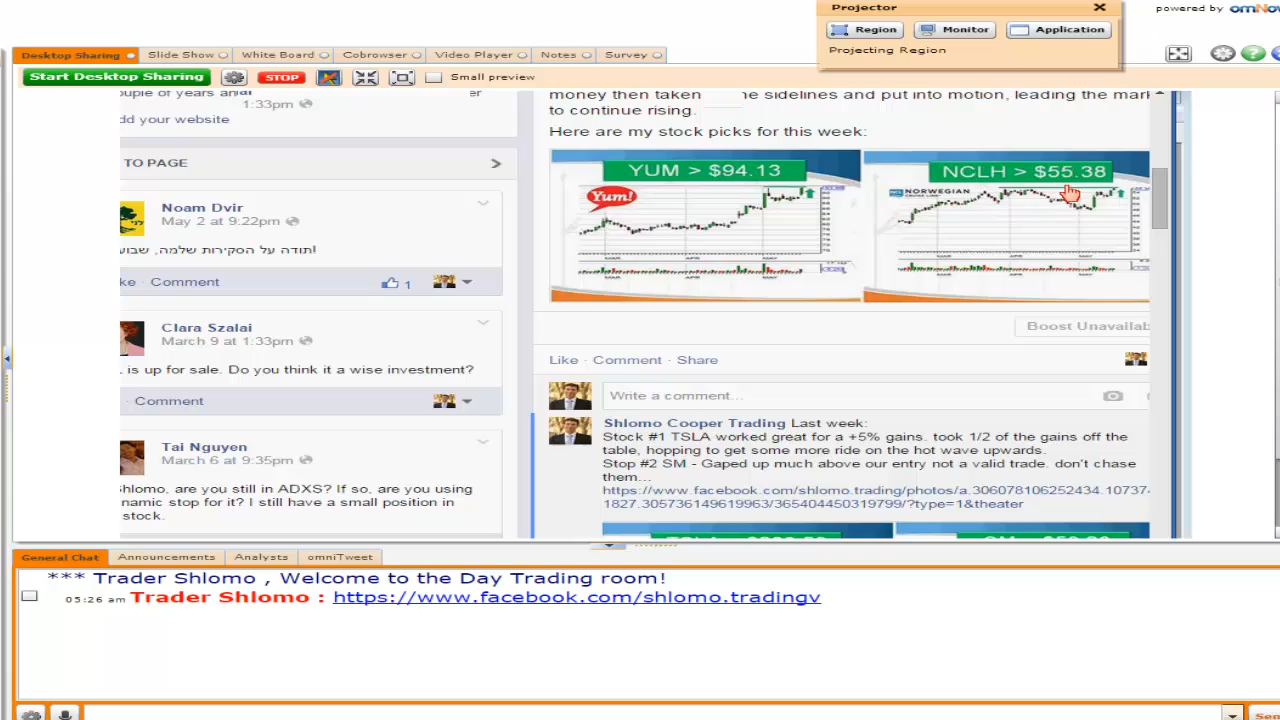 Projector
powered by
Region Monitor Application
Projecting Region
Desktop Sharing Slide Show White Board Cobrowser Video Player Notes Survey
Start Desktop Sharing STOP Small preview
ouple of years
1:33pm
dd your website
TO PAGE
Noam Dvir
May 2 at 9:22pm
תודה על הסקירות שלמה, שבוע!
ke · Comment 1
Clara Szalai
March 9 at 1:33pm
is up for sale. Do you think it a wise investment?
Comment
Tai Nguyen
March 6 at 9:35pm
Shlomo, are you still in ADXS? If so, are you using
namic stop for it? I still have a small position in
stock.
money then taken he sidelines and put into motion, leading the mark
to continue rising.
Here are my stock picks for this week:
YUM > $94.13
Yum!
MAR APR MAY
NCLH > $55.38
NORWEGIAN
MAR APR MAY
Boost Unavailab
Like · Comment · Share
Write a comment...
Shlomo Cooper Trading Last week:
Stock #1 TSLA worked great for a +5% gains. took 1/2 of the gains off the
table, hopping to get some more ride on the hot wave upwards.
Stop #2 SM - Gaped up much above our entry not a valid trade. don't chase
them...
https://www.facebook.com/shlomo.trading/photos/a.306078106252434.10737
1827.305736149619963/365404450319799/?type=1&theater
General Chat Announcements Analysts omniTweet
*** Trader Shlomo , Welcome to the Day Trading room!
05:26 am Trader Shlomo : https://www.facebook.com/shlomo.tradingv